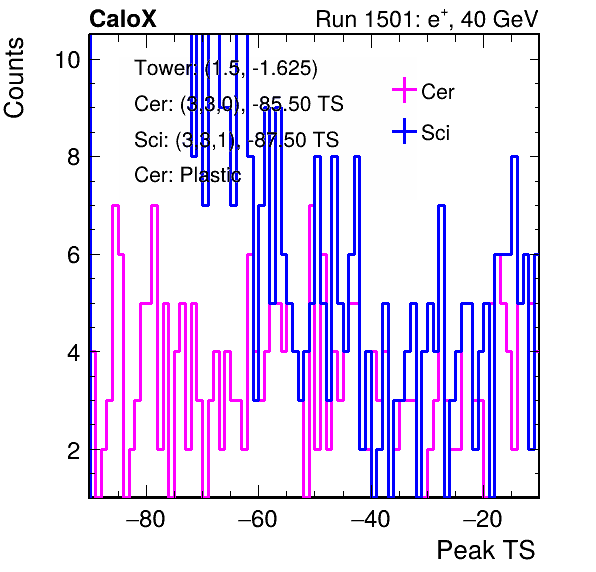 CaloX Run 1501: e+, 40 GeV
Counts
10
Tower: (1.5, -1.625)
Cer: (3,3,0), -85.50 TS
Sci: (3,3,1), -87.50 TS
Cer: Plastic
Cer
Sci
8
6
4
2
−80 −60 −40 −20
Peak TS